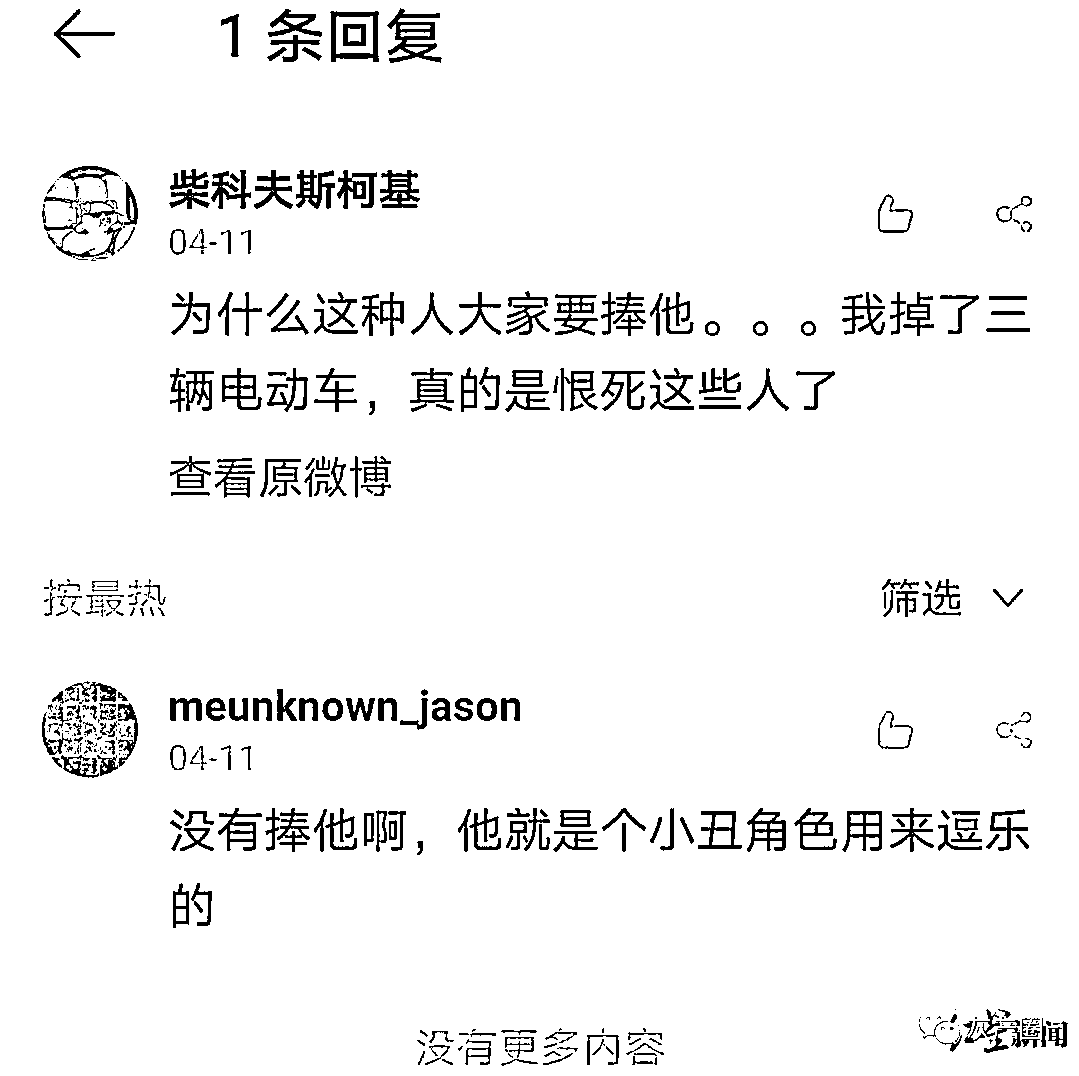 1 条回复
柴科夫斯柯基
04-11
为什么这种人大家要捧他。。。我掉了三
辆电动车，真的是恨死这些人了
查看原微博
按最热
筛选
meunknown_jason
04-11
没有捧他啊，他就是个小丑角色用来逗乐
的
没有更多内容